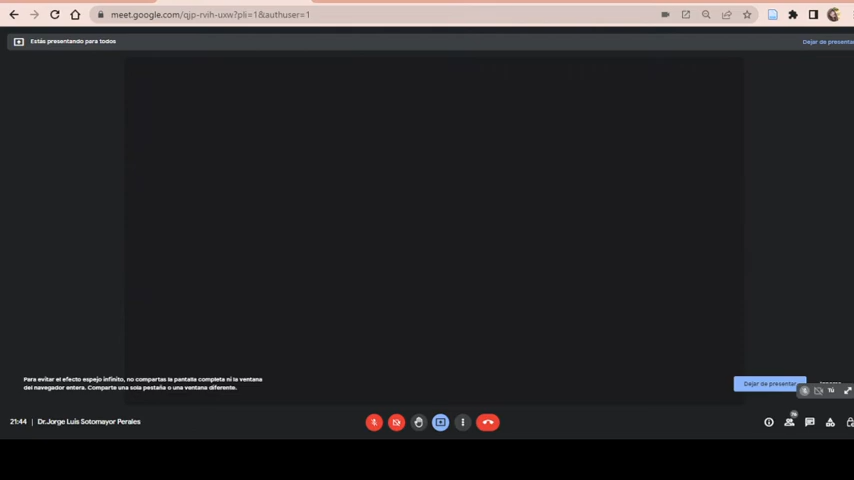 meet.google.com/qjp-rvih-uxw?pli=1&authuser=1
Estás presentando para todos
Dejar de presentar
Para evitar el efecto espejo infinito, no compartas la pantalla completa ni la ventana
del navegador entera. Comparte una sola pestaña o una ventana diferente.
Dejar de presentar
Tú
21:44 | Dr.Jorge Luis Sotomayor Perales
76